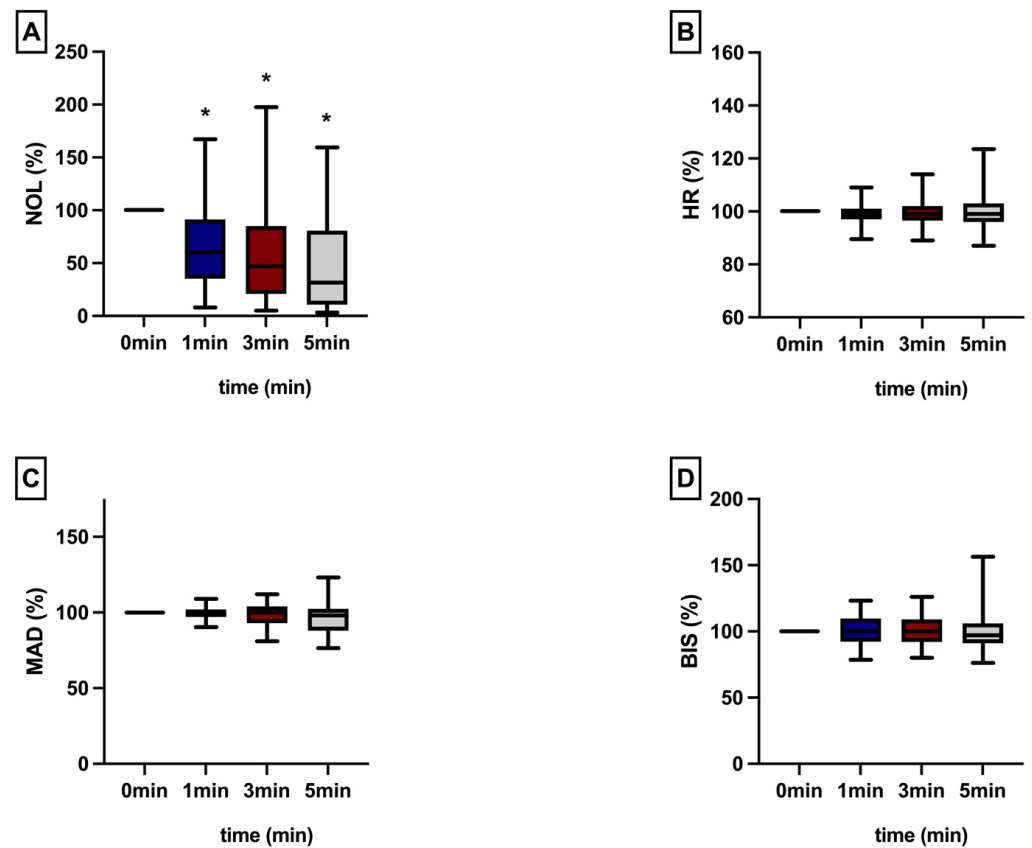 A
NOL (%)
250
200
150
100
50
0
* * *
0min 1min 3min 5min
time (min)
B
HR (%)
160
140
120
100
80
60
0min 1min 3min 5min
time (min)
C
MAD (%)
150
100
50
0
0min 1min 3min 5min
time (min)
D
BIS (%)
200
150
100
50
0
0min 1min 3min 5min
time (min)